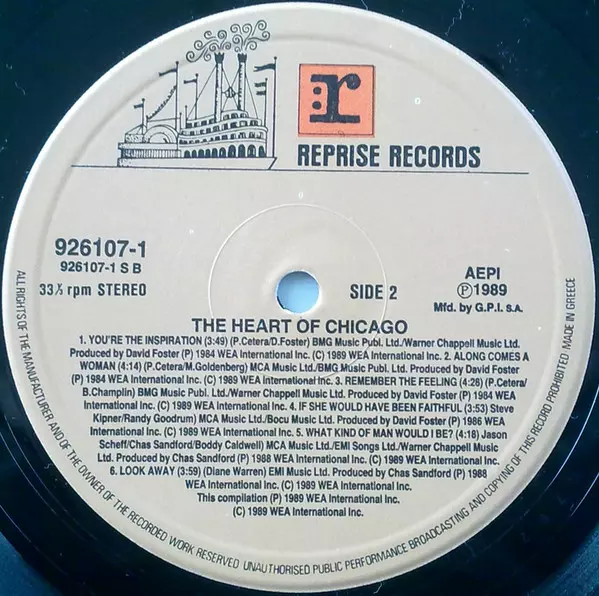 r
REPRISE RECORDS
926107-1
926107-1 S B
33⅓ rpm STEREO
SIDE 2
AEPI
Ⓟ1989
Mfd. by G.P.I. S.A.
THE HEART OF CHICAGO
1. YOU'RE THE INSPIRATION (3:49) (P.Cetera/D.Foster) BMG Music Publ. Ltd./Warner Chappell Music Ltd.
Produced by David Foster (P) 1984 WEA International Inc. (C) 1989 WEA International Inc. 2. ALONG COMES A
WOMAN (4:14) (P.Cetera/M.Goldenberg) MCA Music Ltd./BMG Music Publ. Ltd. Produced by David Foster
(P) 1984 WEA International Inc. (C) 1989 WEA International Inc. 3. REMEMBER THE FEELING (4:28) (P.Cetera/
B.Champlin) BMG Music Publ. Ltd./Warner Chappell Music Ltd. Produced by David Foster (P) 1984 WEA
International Inc. (C) 1989 WEA International Inc. 4. IF SHE WOULD HAVE BEEN FAITHFUL (3:53) Steve
Kipner/Randy Goodrum) MCA Music Ltd./Bocu Music Ltd. Produced by David Foster (P) 1986 WEA
International Inc. (C) 1989 WEA International Inc. 5. WHAT KIND OF MAN WOULD I BE? (4:18) Jason
Scheff/Chas Sandford/Boddy Caldwell) MCA Music Ltd./EMI Songs Ltd./Warner Chappell Music
Ltd. Produced by Chas Sandford (P) 1988 WEA International Inc. (C) 1989 WEA International Inc.
6. LOOK AWAY (3:59) (Diane Warren) EMI Music Ltd. Produced by Chas Sandford (P) 1988
WEA International Inc. (C) 1989 WEA International Inc.
This compilation (P) 1989 WEA International Inc.
(C) 1989 WEA International Inc.
ALL RIGHTS OF THE MANUFACTURER AND OF THE OWNER OF THE RECORDED WORK RESERVED UNAUTHORISED PUBLIC PERFORMANCE BROADCASTING AND COPYING OF THIS RECORD PROHIBITED MADE IN GREECE